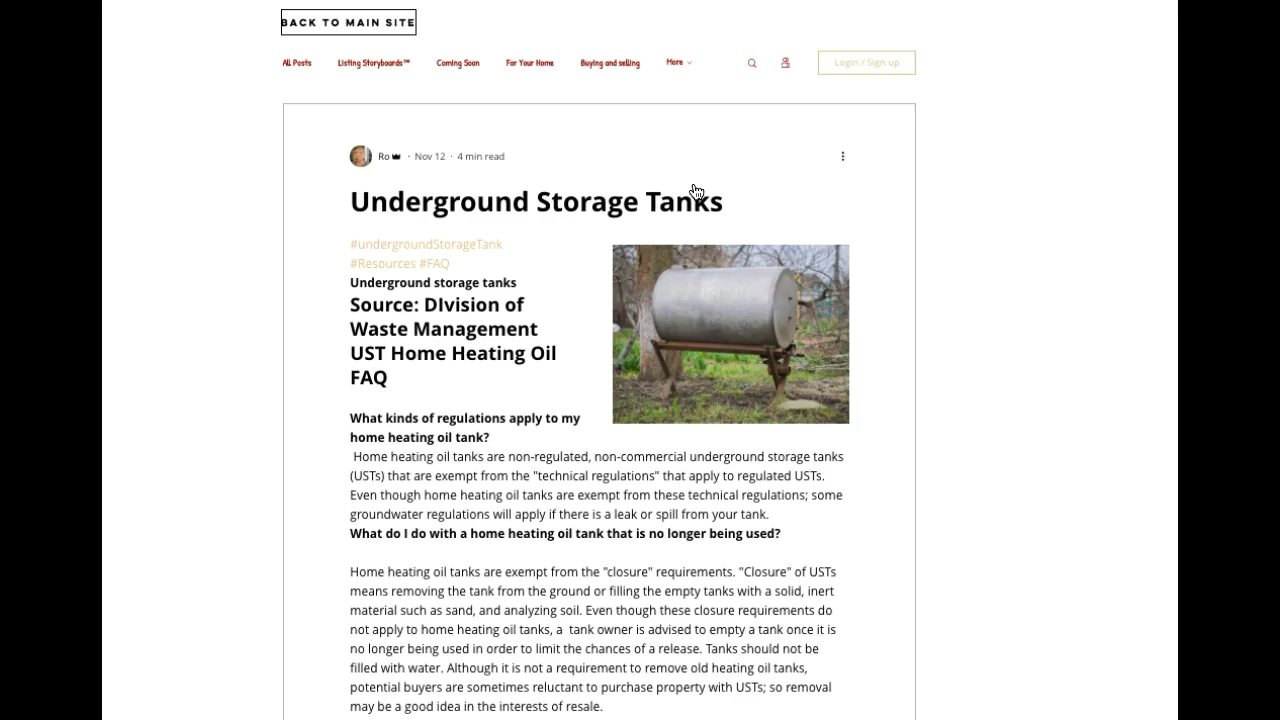 BACK TO MAIN SITE
All Posts
Listing Storyboards™
Coming Soon
For Your Home
Buying and selling
More
Login / Sign up
Ro · Nov 12 · 4 min read
Underground Storage Tanks
#undergroundStorageTank
#Resources #FAQ
Underground storage tanks
Source: DIvision of
Waste Management
UST Home Heating Oil
FAQ
What kinds of regulations apply to my
home heating oil tank?
Home heating oil tanks are non-regulated, non-commercial underground storage tanks
(USTs) that are exempt from the "technical regulations" that apply to regulated USTs.
Even though home heating oil tanks are exempt from these technical regulations; some
groundwater regulations will apply if there is a leak or spill from your tank.
What do I do with a home heating oil tank that is no longer being used?
Home heating oil tanks are exempt from the "closure" requirements. "Closure" of USTs
means removing the tank from the ground or filling the empty tanks with a solid, inert
material such as sand, and analyzing soil. Even though these closure requirements do
not apply to home heating oil tanks, a  tank owner is advised to empty a tank once it is
no longer being used in order to limit the chances of a release. Tanks should not be
filled with water. Although it is not a requirement to remove old heating oil tanks,
potential buyers are sometimes reluctant to purchase property with USTs; so removal
may be a good idea in the interests of resale.